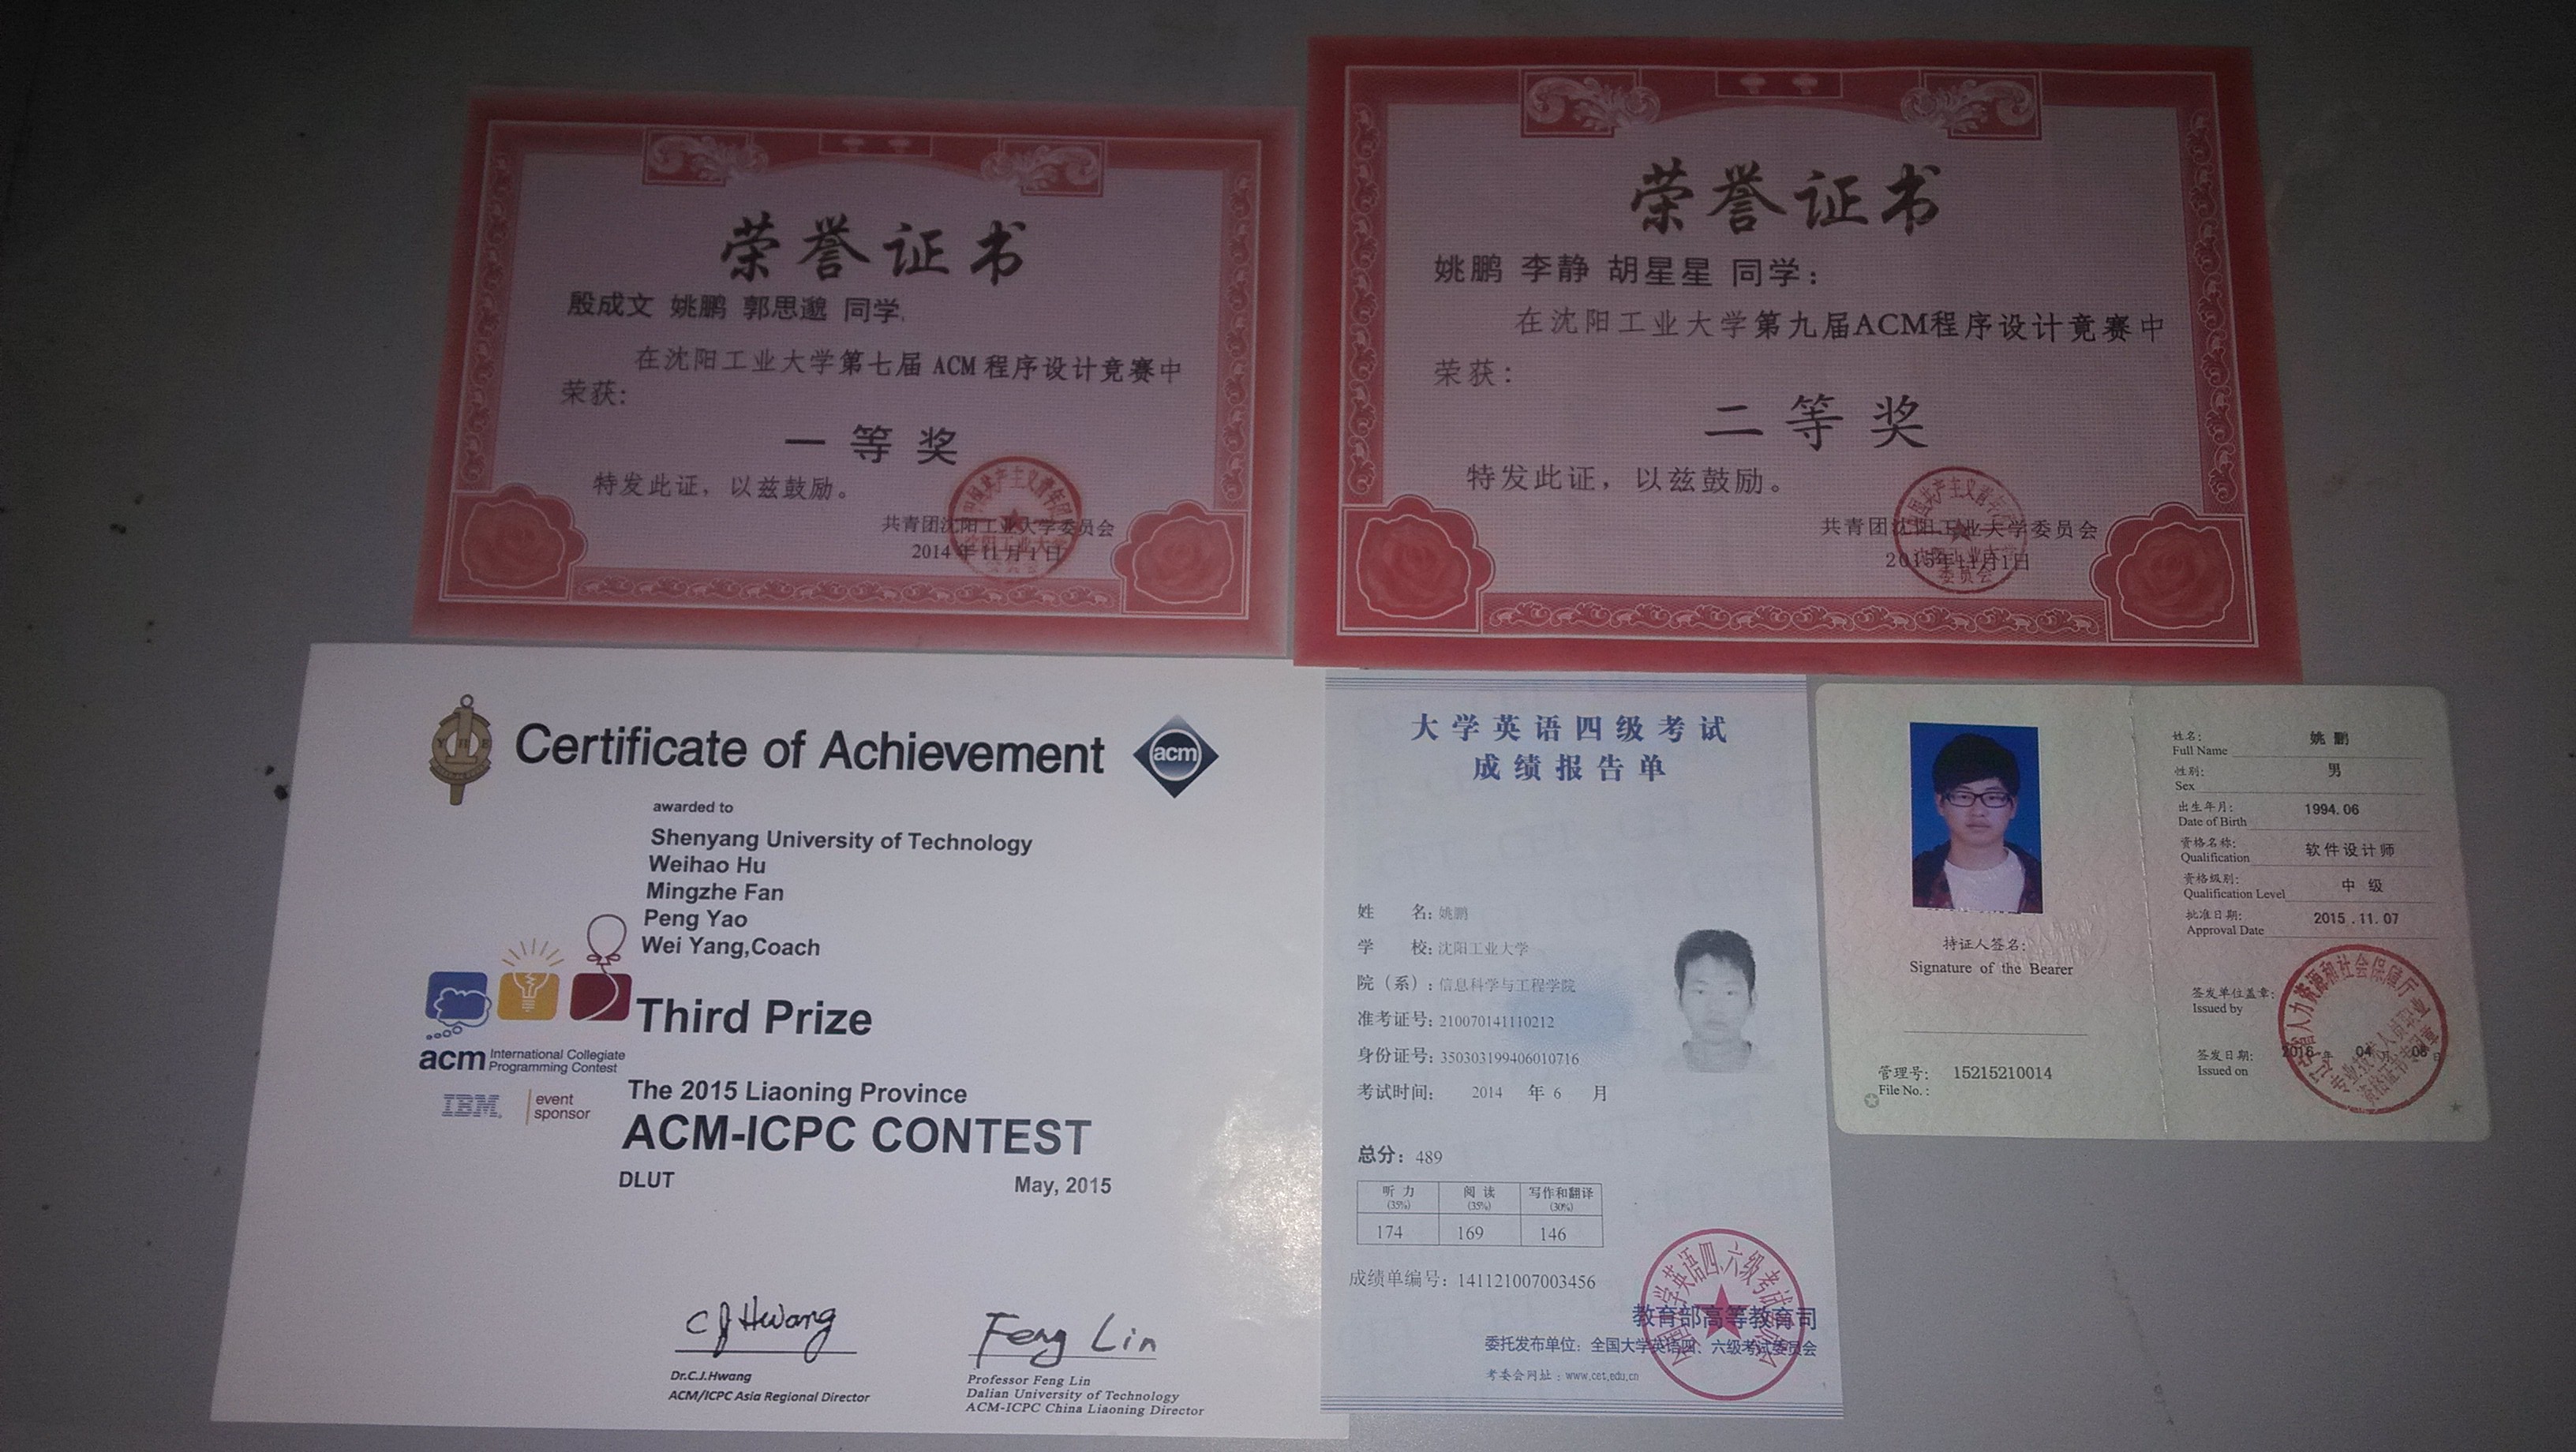 荣誉证书
殷成文 姚鹏 郭思邈 同学
在沈阳工业大学第七届 ACM 程序设计竞赛中
荣获:
一等奖
特发此证，以兹鼓励。
共青团沈阳工业大学委员会
2014年11月1日
荣誉证书
姚鹏 李静 胡星星 同学:
在沈阳工业大学第九届ACM程序设计竞赛中
荣获:
二等奖
特发此证，以兹鼓励。
共青团沈阳工业大学委员会
2015年11月1日
Certificate of Achievement
acm
awarded to
Shenyang University of Technology
Weihao Hu
Mingzhe Fan
Peng Yao
Wei Yang,Coach
Third Prize
acm International Collegiate
Programming Contest
IBM. event
sponsor
The 2015 Liaoning Province
ACM-ICPC CONTEST
DLUT May, 2015
C J Hwang
Feng Lin
Dr.C.J.Hwang
ACM/ICPC Asia Regional Director
Professor Feng Lin
Dalian University of Technology
ACM-ICPC China Liaoning Director
大学英语四级考试
成绩报告单
姓 名: 姚鹏
学 校: 沈阳工业大学
院（系）: 信息科学与工程学院
准考证号: 210070141110212
身份证号: 350303199406010716
考试时间: 2014 年 6 月
总分: 489
听力 (35%) 阅读 (35%) 写作和翻译 (30%)
174 169 146
成绩单编号: 141121007003456
教育部高等教育司
委托发布单位: 全国大学英语四、六级考试委员会
考委会网址: www.cet.edu.cn
持证人签名:
Signature of the Bearer
管理号: 15215210014
File No.:
姓名: 姚鹏
Full Name
性别: 男
Sex
出生年月: 1994.06
Date of Birth
资格名称: 软件设计师
Qualification
资格级别: 中级
Qualification Level
批准日期: 2015.11.07
Approval Date
签发单位盖章:
Issued by
签发日期: 2016年 04月 08日
Issued on